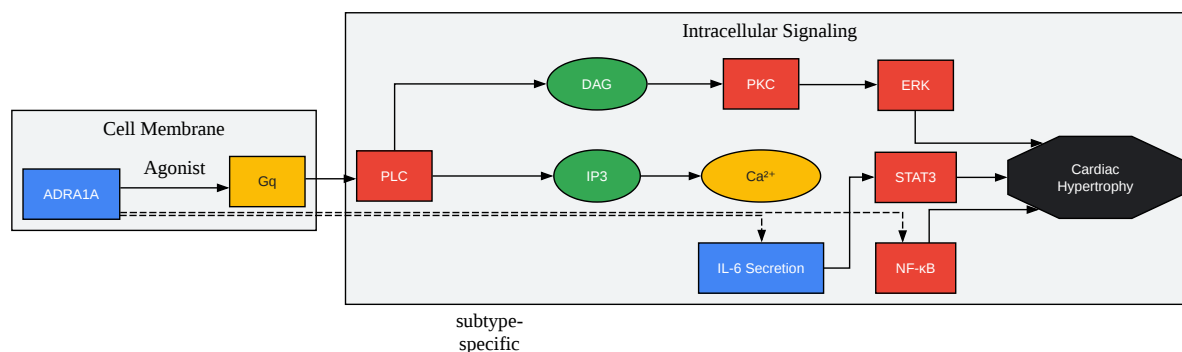 Intracellular Signaling
DAG
PKC
ERK
Cell Membrane
Agonist
ADRA1A
Gq
PLC
IP3
Ca²⁺
STAT3
Cardiac
Hypertrophy
IL-6 Secretion
NF-κB
subtype-
specific